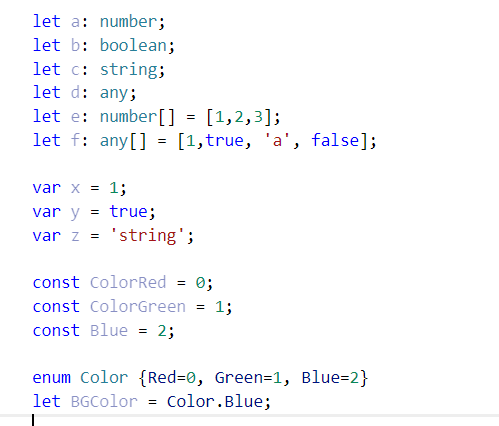 let a: number;
let b: boolean;
let c: string;
let d: any;
let e: number[] = [1,2,3];
let f: any[] = [1,true, 'a', false];
var x = 1;
var y = true;
var z = 'string';
const ColorRed = 0;
const ColorGreen = 1;
const Blue = 2;
enum Color {Red=0, Green=1, Blue=2}
let BGColor = Color.Blue;